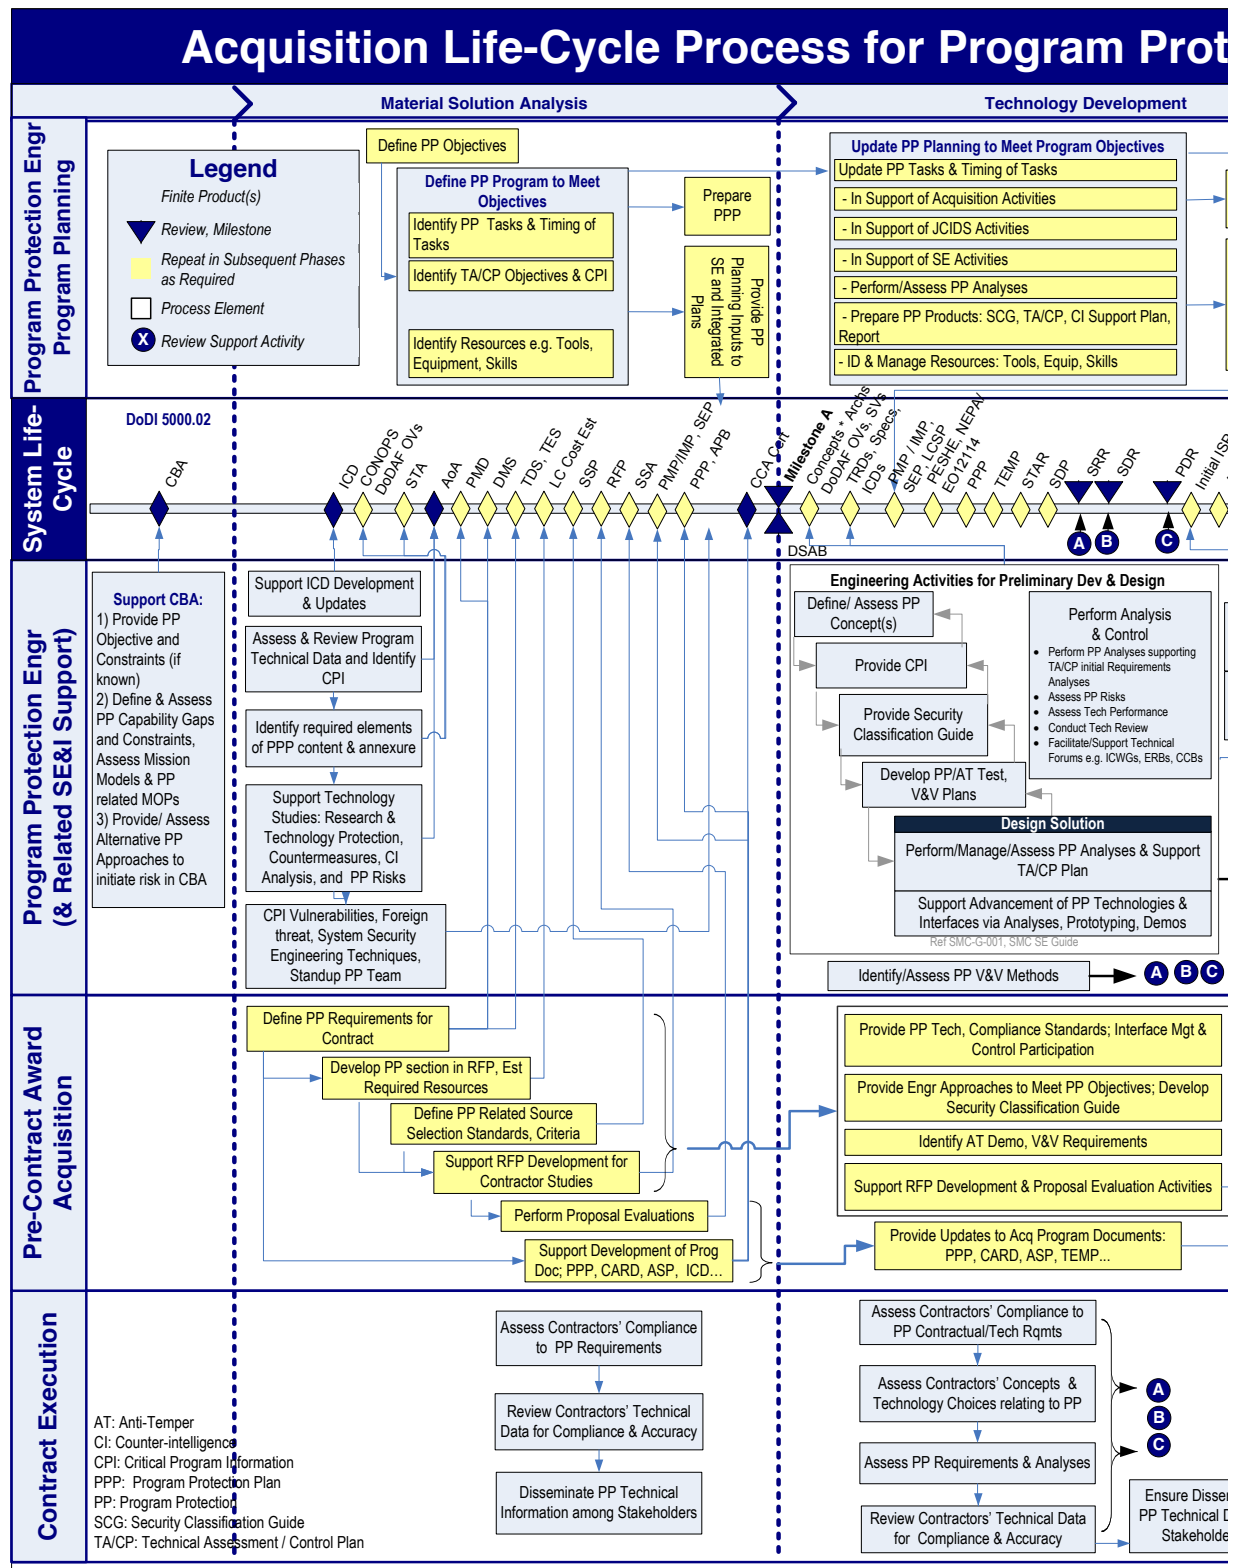 Acquisition Life-Cycle Process for Program Prot
Material Solution Analysis
Technology Development
Program Protection Engr
Program Planning
Legend
Finite Product(s)
Review, Milestone
Repeat in Subsequent Phases
as Required
Process Element
X
Review Support Activity
Define PP Objectives
Define PP Program to Meet
Objectives
Identify PP Tasks & Timing of
Tasks
Identify TA/CP Objectives & CPI
Identify Resources e.g. Tools,
Equipment, Skills
Prepare
PPP
Provide PP
Planning Inputs to
SE and Integrated
Plans
Update PP Planning to Meet Program Objectives
Update PP Tasks & Timing of Tasks
- In Support of Acquisition Activities
- In Support of JCIDS Activities
- In Support of SE Activities
- Perform/Assess PP Analyses
- Prepare PP Products: SCG, TA/CP, CI Support Plan,
Report
- ID & Manage Resources: Tools, Equip, Skills
System Life-
Cycle
DoDI 5000.02
CBA
ICD
CONOPS
DoDAF OVs
STA
AoA
PMD
DMS
TDS, TES
LC Cost Est
SSP
RFP
SSA
PMP/IMP, SEP
PPP, APB
CCA Cert
Milestone A
Concepts * Archs
DoDAF OVs, SVs
TRDs, Specs,
ICDs
PMP / IMP,
SEP, LCSP
PESHE, NEPA/
EO12114
PPP
TEMP
STAR
SDP
SRR
SDR
PDR
Initial ISP
A
B
C
DSAB
Program Protection Engr
(& Related SE&I Support)
Support CBA:
1) Provide PP
Objective and
Constraints (if
known)
2) Define & Assess
PP Capability Gaps
and Constraints,
Assess Mission
Models & PP
related MOPs
3) Provide/ Assess
Alternative PP
Approaches to
initiate risk in CBA
Support ICD Development
& Updates
Assess & Review Program
Technical Data and Identify
CPI
Identify required elements
of PPP content & annexure
Support Technology
Studies: Research &
Technology Protection,
Countermeasures, CI
Analysis, and PP Risks
CPI Vulnerabilities, Foreign
threat, System Security
Engineering Techniques,
Standup PP Team
Engineering Activities for Preliminary Dev & Design
Define/ Assess PP
Concept(s)
Provide CPI
Provide Security
Classification Guide
Develop PP/AT Test,
V&V Plans
Perform Analysis
& Control
• Perform PP Analyses supporting
TA/CP initial Requirements
Analyses
• Assess PP Risks
• Assess Tech Performance
• Conduct Tech Review
• Facilitate/Support Technical
Forums e.g. ICWGs, ERBs, CCBs
Design Solution
Perform/Manage/Assess PP Analyses & Support
TA/CP Plan
Support Advancement of PP Technologies &
Interfaces via Analyses, Prototyping, Demos
Ref SMC-G-001, SMC SE Guide
Identify/Assess PP V&V Methods
A
B
C
Pre-Contract Award
Acquisition
Define PP Requirements for
Contract
Develop PP section in RFP, Est
Required Resources
Define PP Related Source
Selection Standards, Criteria
Support RFP Development for
Contractor Studies
Perform Proposal Evaluations
Support Development of Prog
Doc; PPP, CARD, ASP, ICD…
Provide PP Tech, Compliance Standards; Interface Mgt &
Control Participation
Provide Engr Approaches to Meet PP Objectives; Develop
Security Classification Guide
Identify AT Demo, V&V Requirements
Support RFP Development & Proposal Evaluation Activities
Provide Updates to Acq Program Documents:
PPP, CARD, ASP, TEMP...
Contract Execution
AT: Anti-Temper
CI: Counter-intelligence
CPI: Critical Program Information
PPP: Program Protection Plan
PP: Program Protection
SCG: Security Classification Guide
TA/CP: Technical Assessment / Control Plan
Assess Contractors' Compliance
to PP Requirements
Review Contractors' Technical
Data for Compliance & Accuracy
Disseminate PP Technical
Information among Stakeholders
Assess Contractors' Compliance to
PP Contractual/Tech Rqmts
Assess Contractors' Concepts &
Technology Choices relating to PP
Assess PP Requirements & Analyses
Review Contractors' Technical Data
for Compliance & Accuracy
A
B
C
Ensure Disser
PP Technical D
Stakeholde